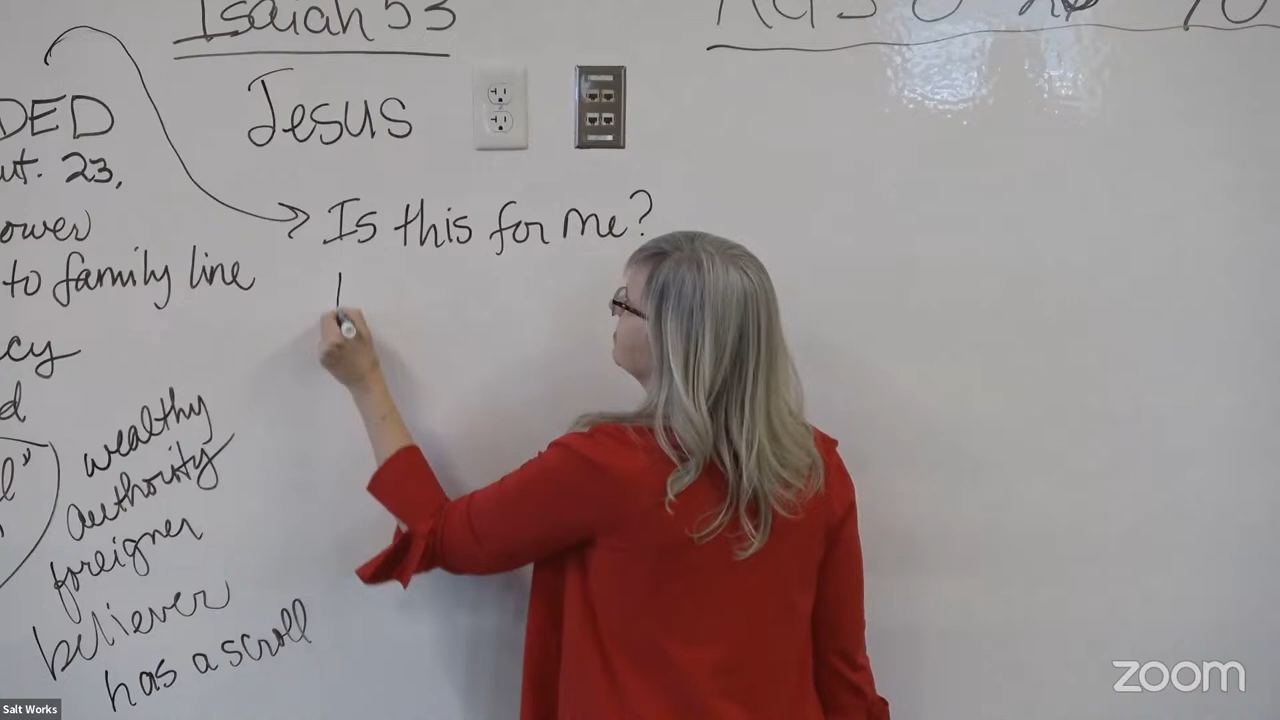 Isaiah 53
DED
Jesus
ut. 23,
Is this for me?
ower
to family line
cy
d
wealthy
authority
foreigner
believer
has a scroll
zoom
Salt Works